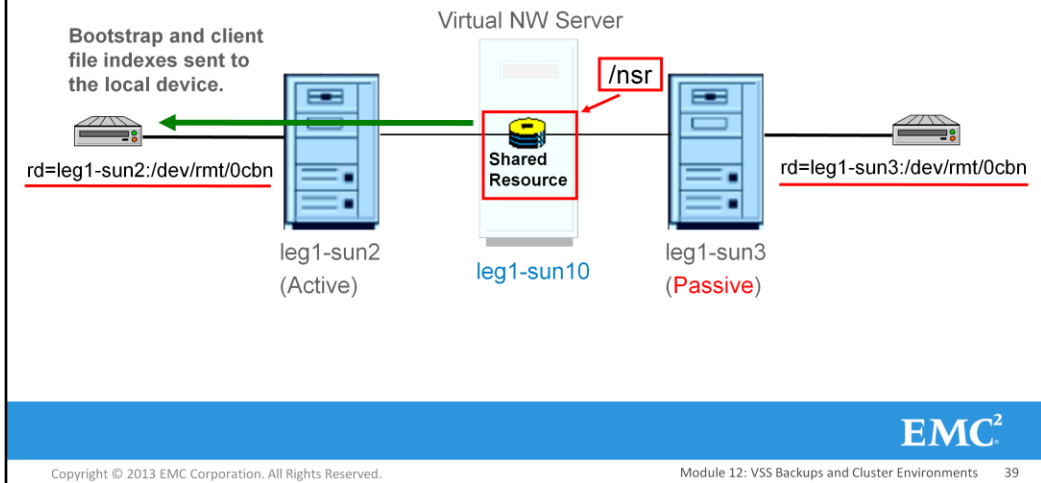 Virtual NW Server
Bootstrap and client
file indexes sent to
the local device.
/nsr
Shared
Resource
rd=leg1-sun2:/dev/rmt/0cbn
rd=leg1-sun3:/dev/rmt/0cbn
leg1-sun2
(Active)
leg1-sun10
leg1-sun3
(Passive)
EMC²
Copyright © 2013 EMC Corporation. All Rights Reserved.
Module 12: VSS Backups and Cluster Environments 39